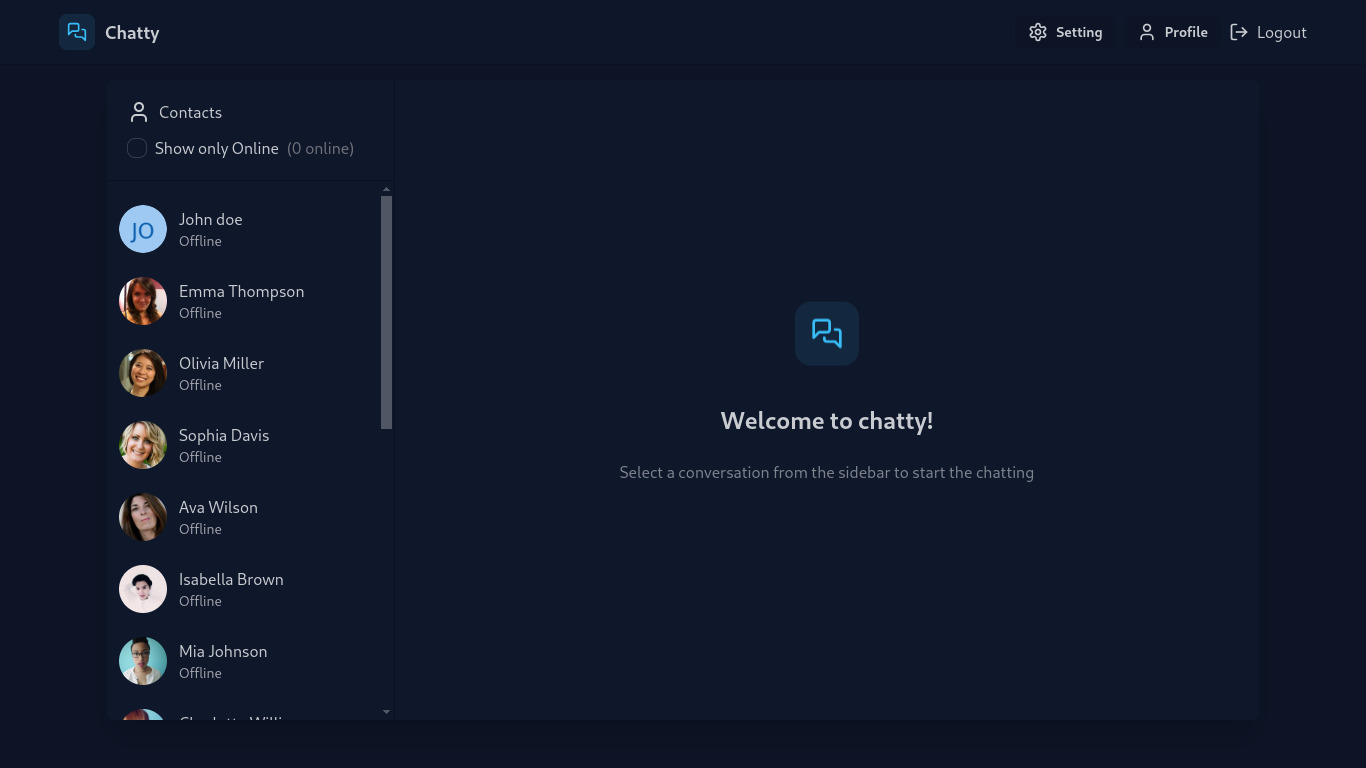 Chatty
Setting
Profile
Logout
Contacts
Show only Online (0 online)
JO
John doe
Offline
Emma Thompson
Offline
Olivia Miller
Offline
Sophia Davis
Offline
Ava Wilson
Offline
Isabella Brown
Offline
Mia Johnson
Offline
Welcome to chatty!
Select a conversation from the sidebar to start the chatting